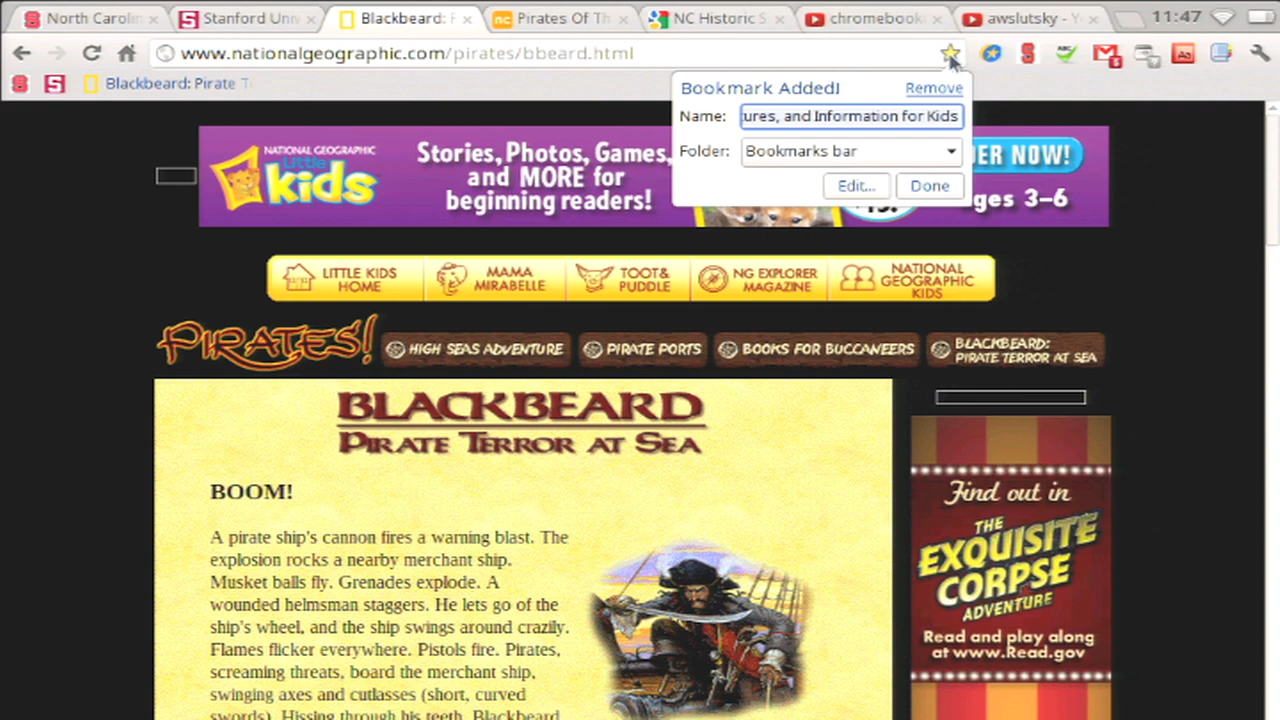 North Carolin
Stanford Univ
Blackbeard: P
Pirates Of Th
NC Historic S
chromebook
awslutsky - Yo
11:47
www.nationalgeographic.com/pirates/bbeard.html
Blackbeard: Pirate T
Bookmark Added!
Remove
Name:
tures, and Information for Kids
Folder:
Bookmarks bar
Edit...
Done
NATIONAL GEOGRAPHIC
Little
kids
Stories, Photos, Games,
and MORE for
beginning readers!
DER NOW!
ges 3–6
LITTLE KIDS
HOME
MAMA
MIRABELLE
TOOT&
PUDDLE
NG EXPLORER
MAGAZINE
NATIONAL
GEOGRAPHIC
KIDS
PIRATES!
HIGH SEAS ADVENTURE
PIRATE PORTS
BOOKS FOR BUCCANEERS
BLACKBEARD:
PIRATE TERROR AT SEA
BLACKBEARD
PIRATE TERROR AT SEA
BOOM!
A pirate ship's cannon fires a warning blast. The
explosion rocks a nearby merchant ship.
Musket balls fly. Grenades explode. A
wounded helmsman staggers. He lets go of the
ship's wheel, and the ship swings around crazily.
Flames flicker everywhere. Pistols fire. Pirates,
screaming threats, board the merchant ship,
swinging axes and cutlasses (short, curved
swords). Hissing through his teeth, Blackbeard
Find out in
THE
EXQUISITE
CORPSE
ADVENTURE
Read and play along
at www.Read.gov